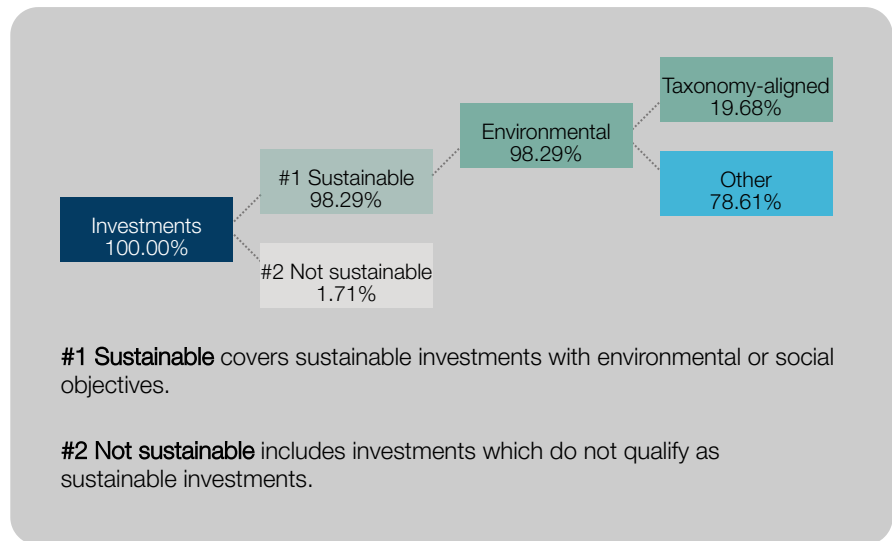 Taxonomy-aligned
19.68%
Environmental
98.29%
#1 Sustainable
98.29%
Other
78.61%
Investments
100.00%
#2 Not sustainable
1.71%
#1 Sustainable covers sustainable investments with environmental or social
objectives.
#2 Not sustainable includes investments which do not qualify as
sustainable investments.